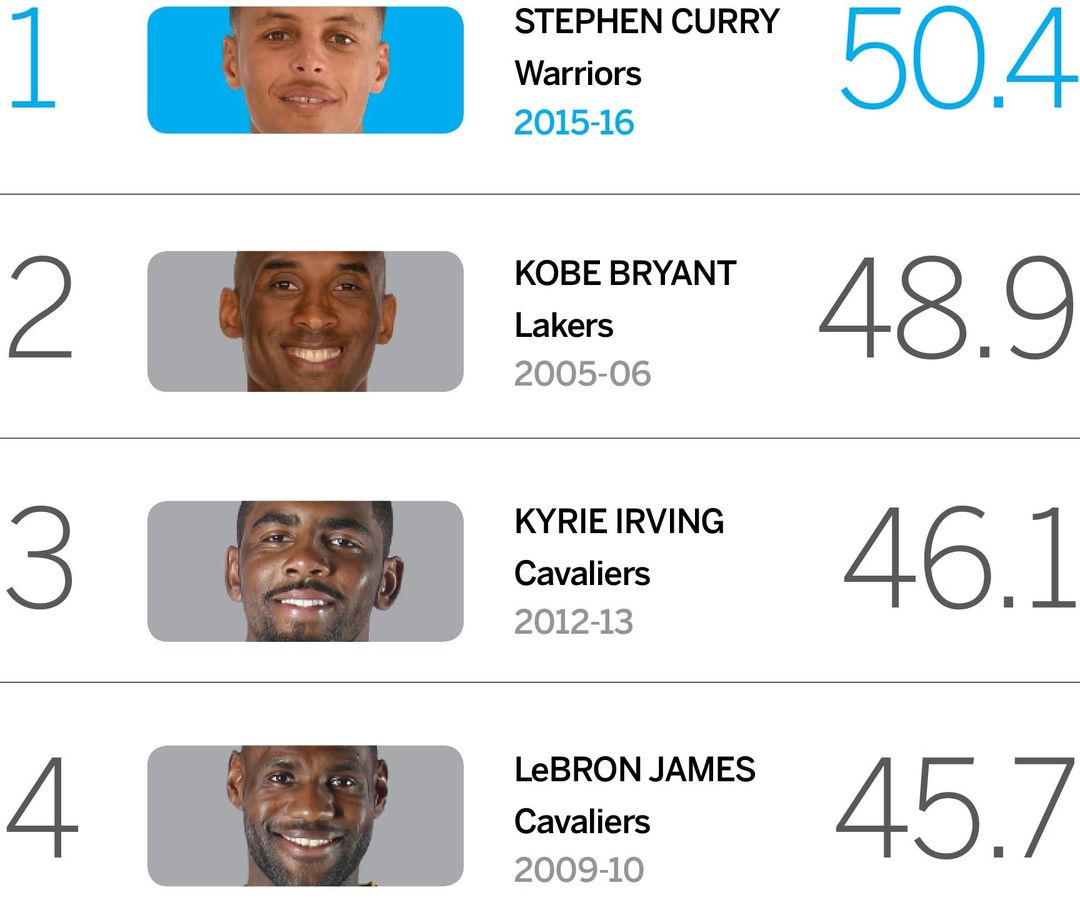 1
STEPHEN CURRY
Warriors
2015-16
50.4
2
KOBE BRYANT
Lakers
2005-06
48.9
3
KYRIE IRVING
Cavaliers
2012-13
46.1
4
LeBRON JAMES
Cavaliers
2009-10
45.7